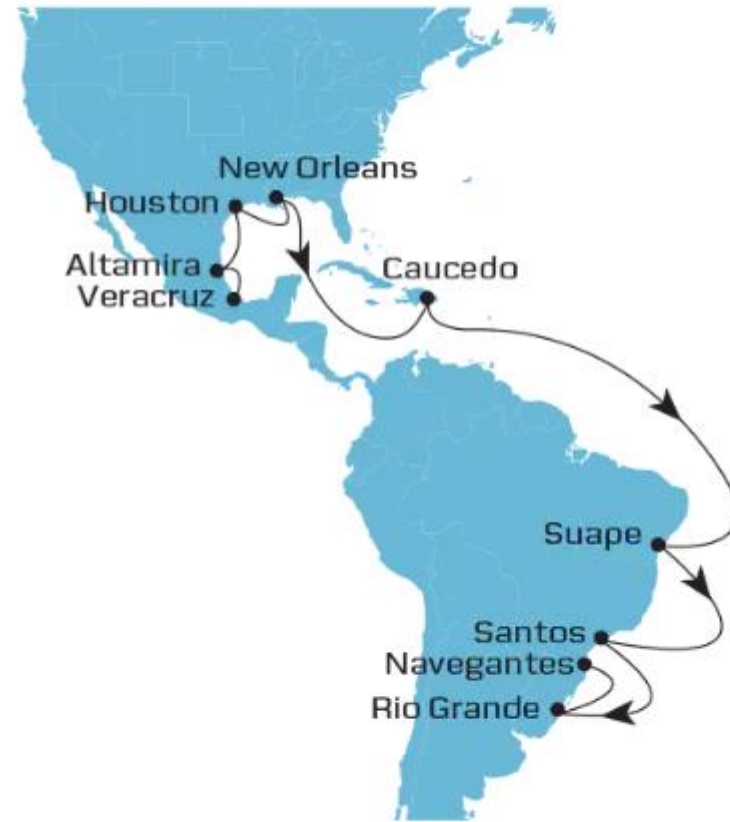 New Orleans
Houston
Altamira
Caucedo
Veracruz
Suape
Santos
Navegantes
Rio Grande